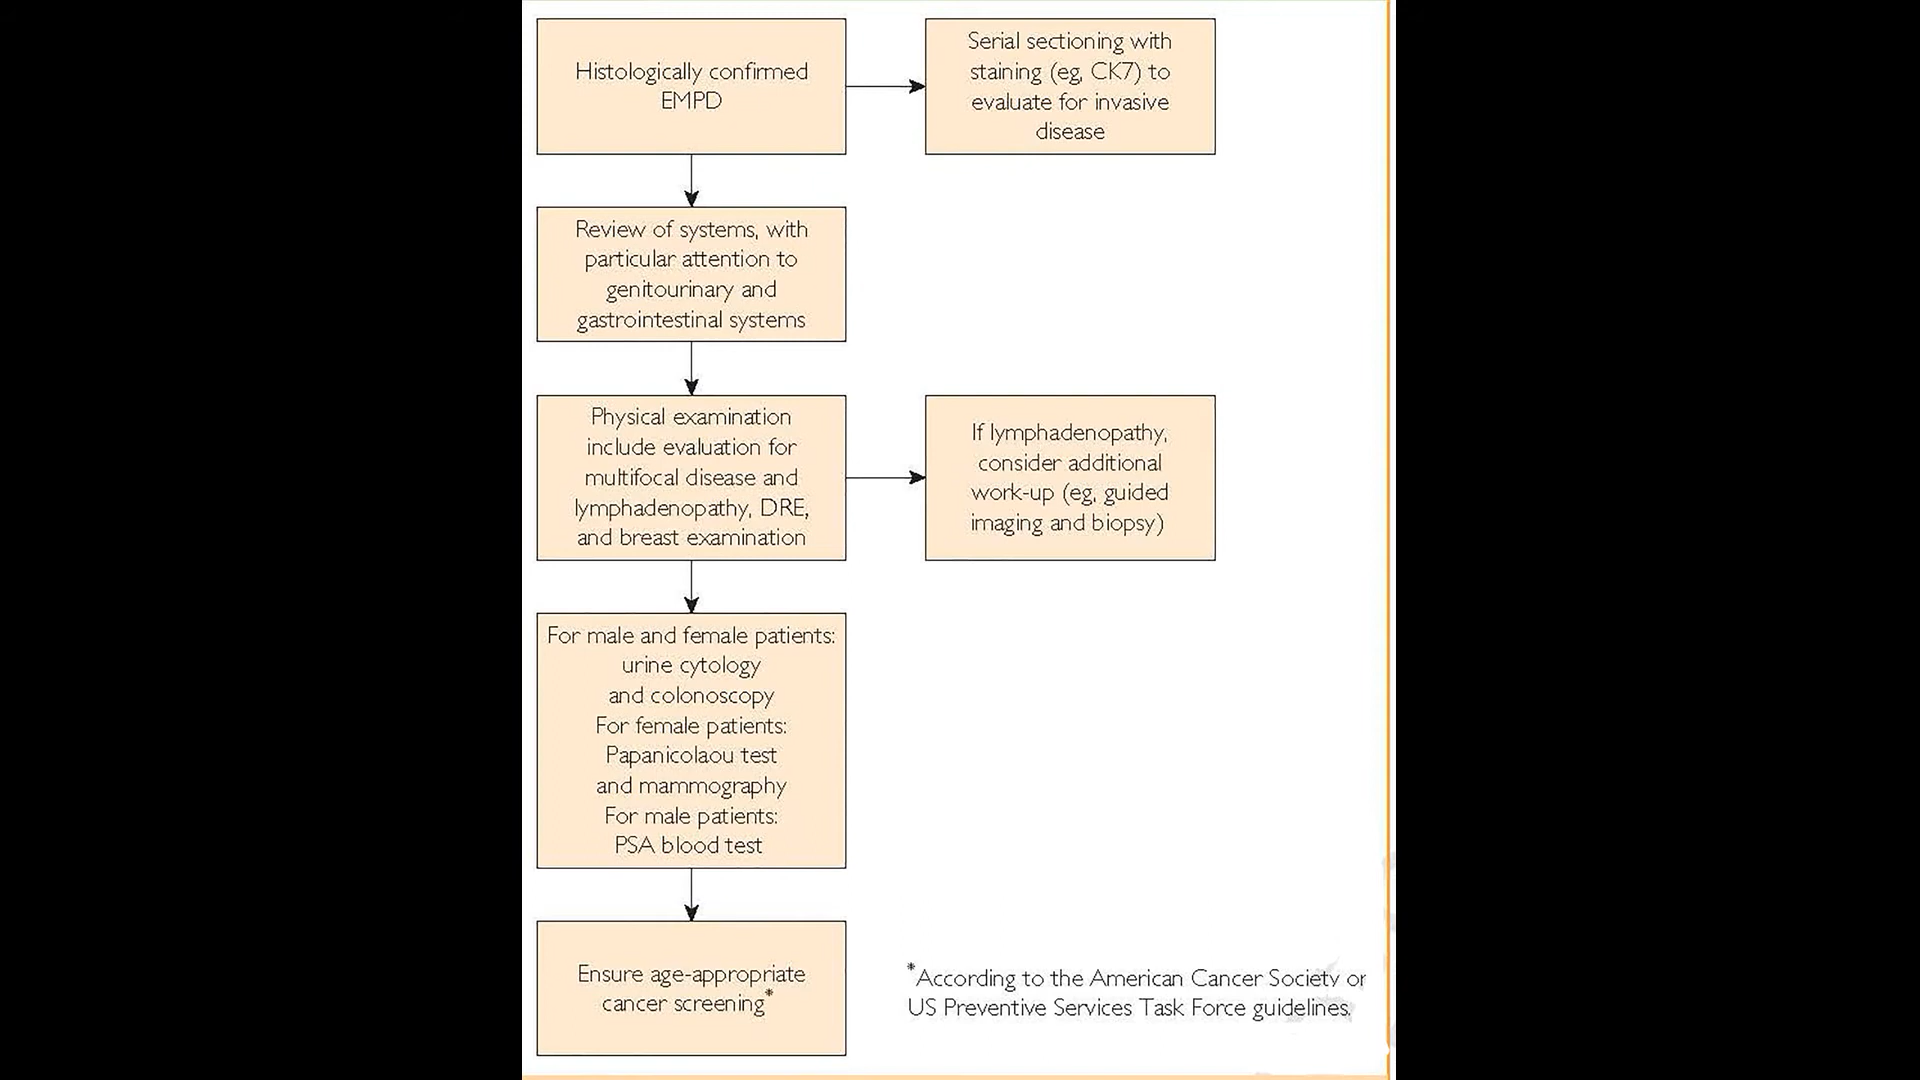 Histologically confirmed
EMPD
Serial sectioning with
staining (eg, CK7) to
evaluate for invasive
disease
Review of systems, with
particular attention to
genitourinary and
gastrointestinal systems
Physical examination
include evaluation for
multifocal disease and
lymphadenopathy, DRE,
and breast examination
If lymphadenopathy,
consider additional
work-up (eg, guided
imaging and biopsy)
For male and female patients:
urine cytology
and colonoscopy
For female patients:
Papanicolaou test
and mammography
For male patients:
PSA blood test
Ensure age-appropriate
cancer screening*
*According to the American Cancer Society or
US Preventive Services Task Force guidelines.